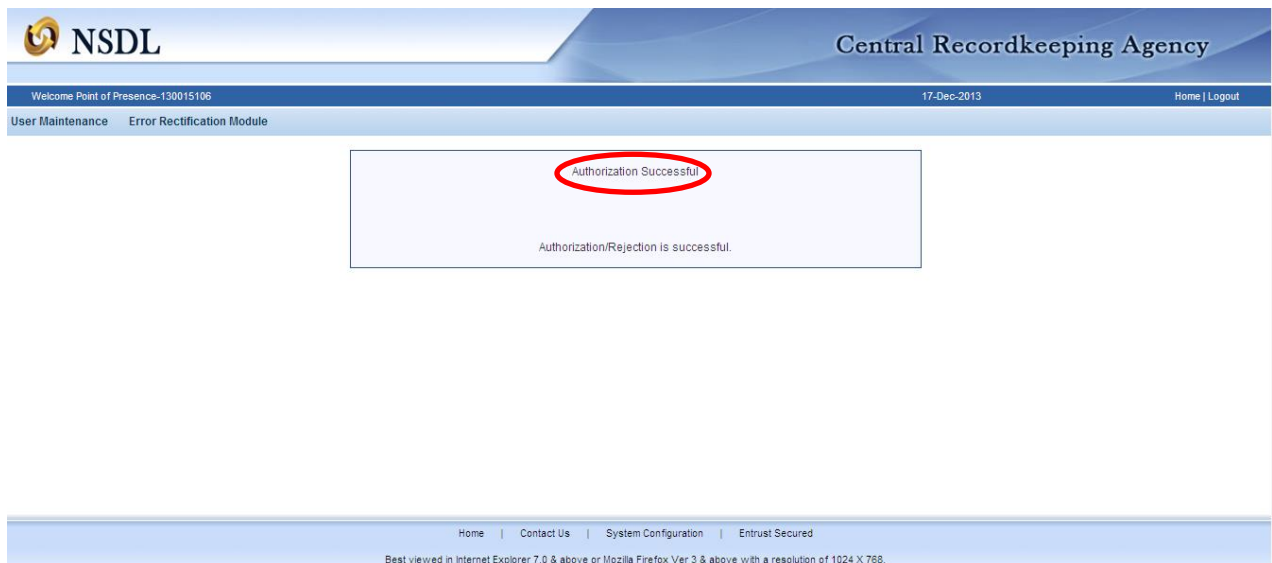 NSDL
Central Recordkeeping Agency
Welcome Point of Presence-130015106 17-Dec-2013 Home | Logout
User Maintenance Error Rectification Module
Authorization Successful
Authorization/Rejection is successful.
Home | Contact Us | System Configuration | Entrust Secured
Best viewed in Internet Explorer 7.0 & above or Mozilla Firefox Ver 3 & above with a resolution of 1024 X 768.